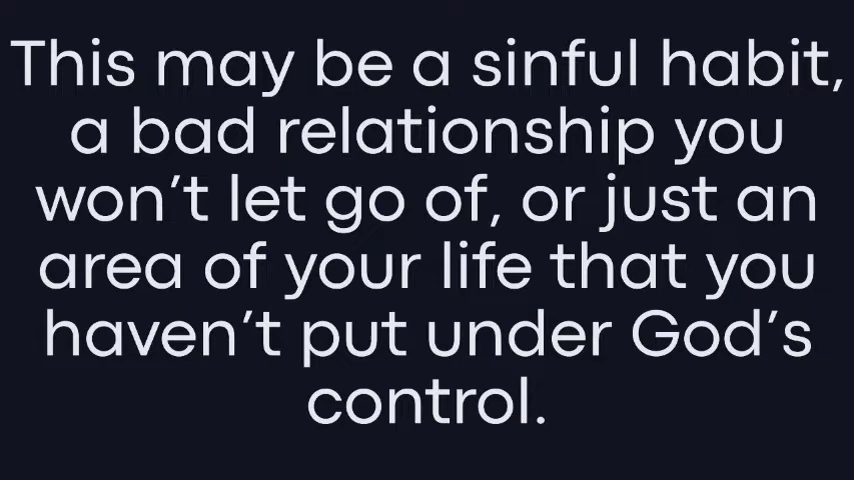 This may be a sinful habit,
a bad relationship you
won’t let go of, or just an
area of your life that you
haven’t put under God’s
control.